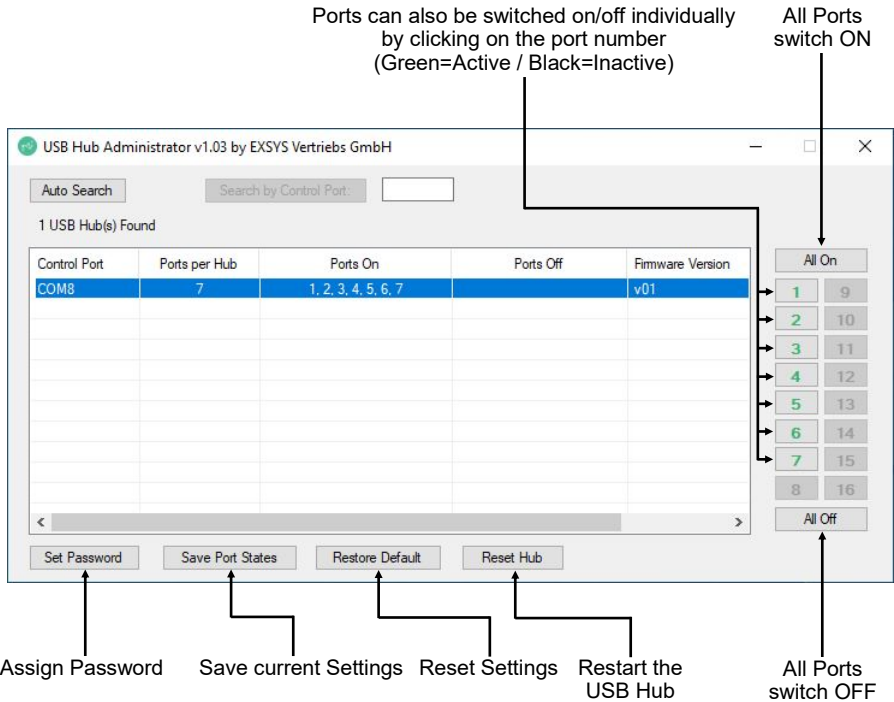 Ports can also be switched on/off individually
by clicking on the port number
(Green=Active / Black=Inactive)
All Ports
switch ON
USB Hub Administrator v1.03 by EXSYS Vertriebs GmbH
Auto Search
Search by Control Port:
1 USB Hub(s) Found
Control Port Ports per Hub Ports On Ports Off Firmware Version
COM8 7 1, 2, 3, 4, 5, 6, 7 v01
All On
1 9
2 10
3 11
4 12
5 13
6 14
7 15
8 16
All Off
Set Password Save Port States Restore Default Reset Hub
Assign Password
Save current Settings
Reset Settings
Restart the
USB Hub
All Ports
switch OFF